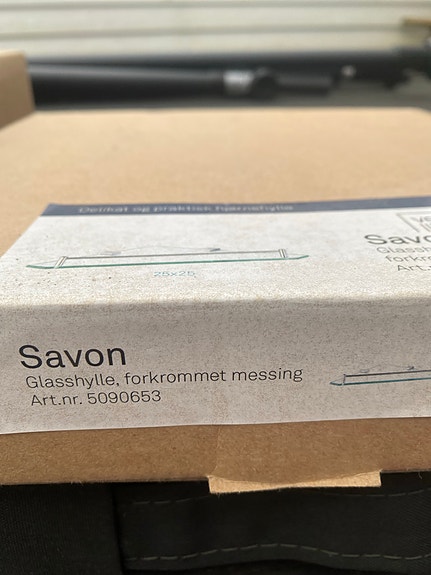 Delikat og praktisk hjørnehylle
25x25
Savon
Glasshylle, forkrommet messing
Art.nr. 5090653